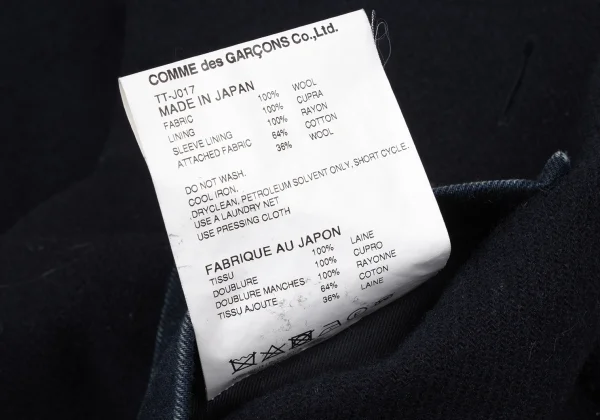 COMME des GARÇONS Co.,Ltd.
TT-J017
MADE IN JAPAN
FABRIC 100% WOOL
LINING 100% CUPRA
SLEEVE LINING 100% RAYON
ATTACHED FABRIC 64% COTTON
36% WOOL
DO NOT WASH.
COOL IRON.
DRYCLEAN, PETROLEUM SOLVENT ONLY, SHORT CYCLE.
USE A LAUNDRY NET
USE PRESSING CLOTH
FABRIQUE AU JAPON
TISSU 100% LAINE
DOUBLURE 100% CUPRO
DOUBLURE MANCHES 100% RAYONNE
TISSU AJOUTE 64% COTON
36% LAINE